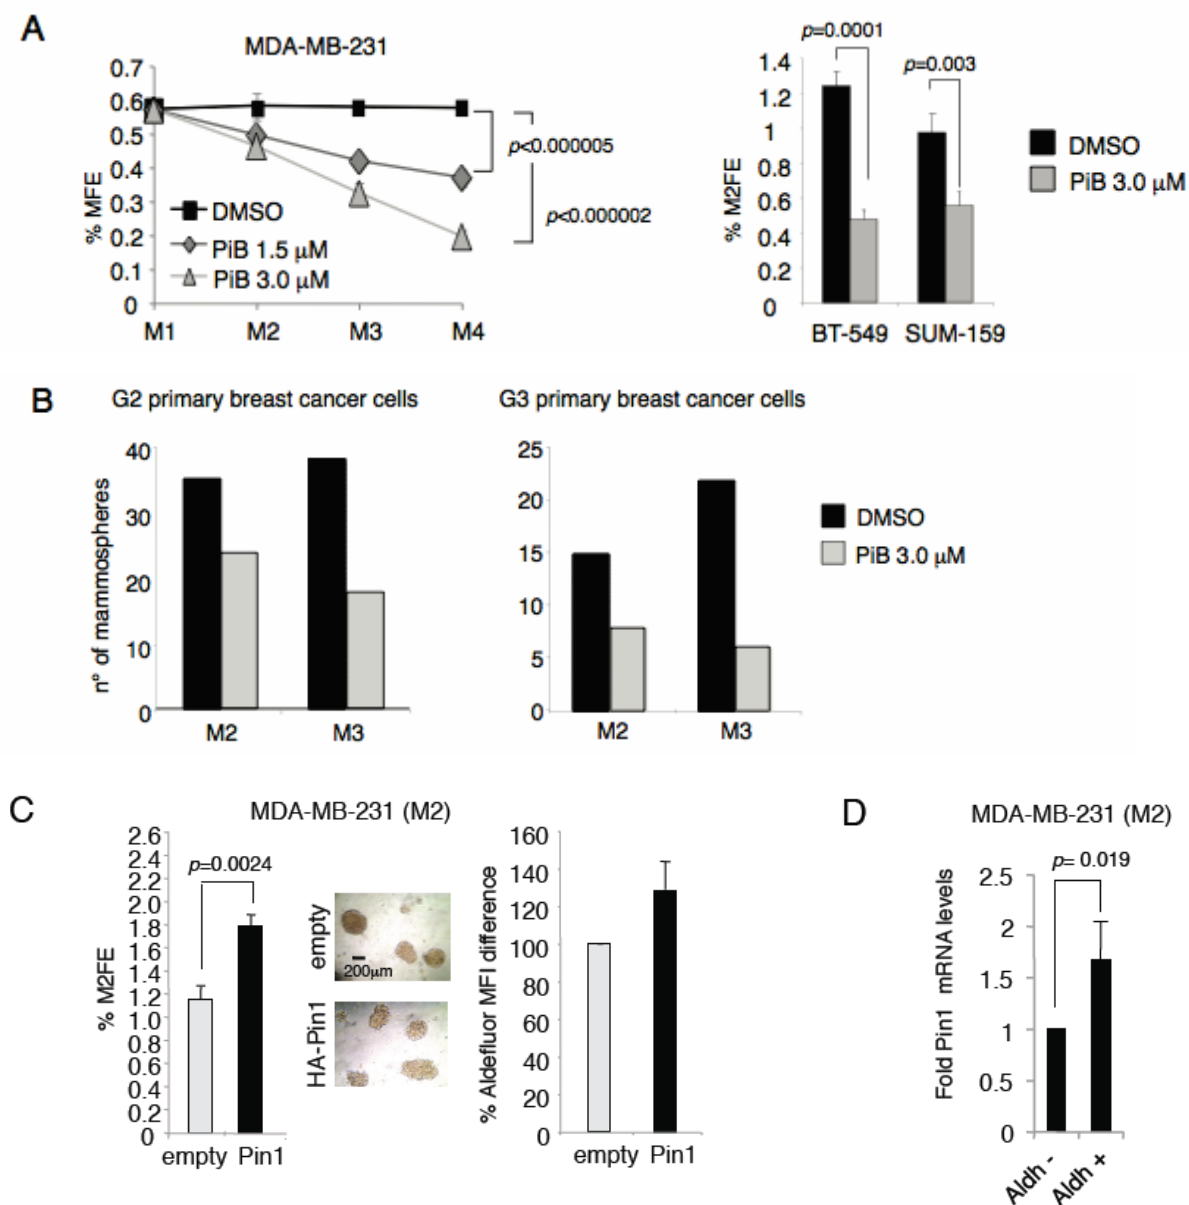 A
MDA-MB-231
% MFE
0.7
0.6
0.5
0.4
0.3
0.2
0.1
0
DMSO
PiB 1.5 µM
PiB 3.0 µM
M1 M2 M3 M4
p<0.000005
p<0.000002
p=0.0001
p=0.003
% M2FE
1.4
1.2
1
0.8
0.6
0.4
0.2
0
BT-549 SUM-159
DMSO
PiB 3.0 µM
B
G2 primary breast cancer cells
n° of mammospheres
40
30
20
10
0
M2 M3
G3 primary breast cancer cells
25
20
15
10
5
0
M2 M3
DMSO
PiB 3.0 µM
C
MDA-MB-231 (M2)
% M2FE
2.6
2.4
2.2
2.0
1.8
1.6
1.4
1.2
1.0
0.8
0.6
0.4
0.2
0
p=0.0024
empty Pin1
empty
200µm
HA-Pin1
% Aldefluor MFI difference
160
140
120
100
80
60
40
20
0
empty Pin1
D
MDA-MB-231 (M2)
p= 0.019
Fold Pin1 mRNA levels
2.5
2
1.5
1
0.5
0
Aldh - Aldh +